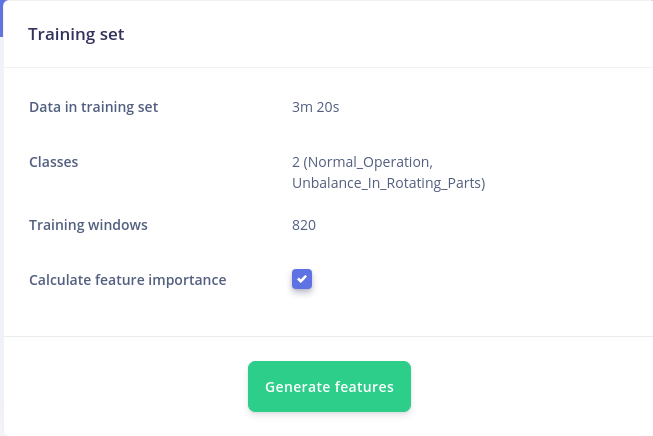 Training set
Data in training set 3m 20s
Classes 2 (Normal_Operation,
Unbalance_In_Rotating_Parts)
Training windows 820
Calculate feature importance
Generate features